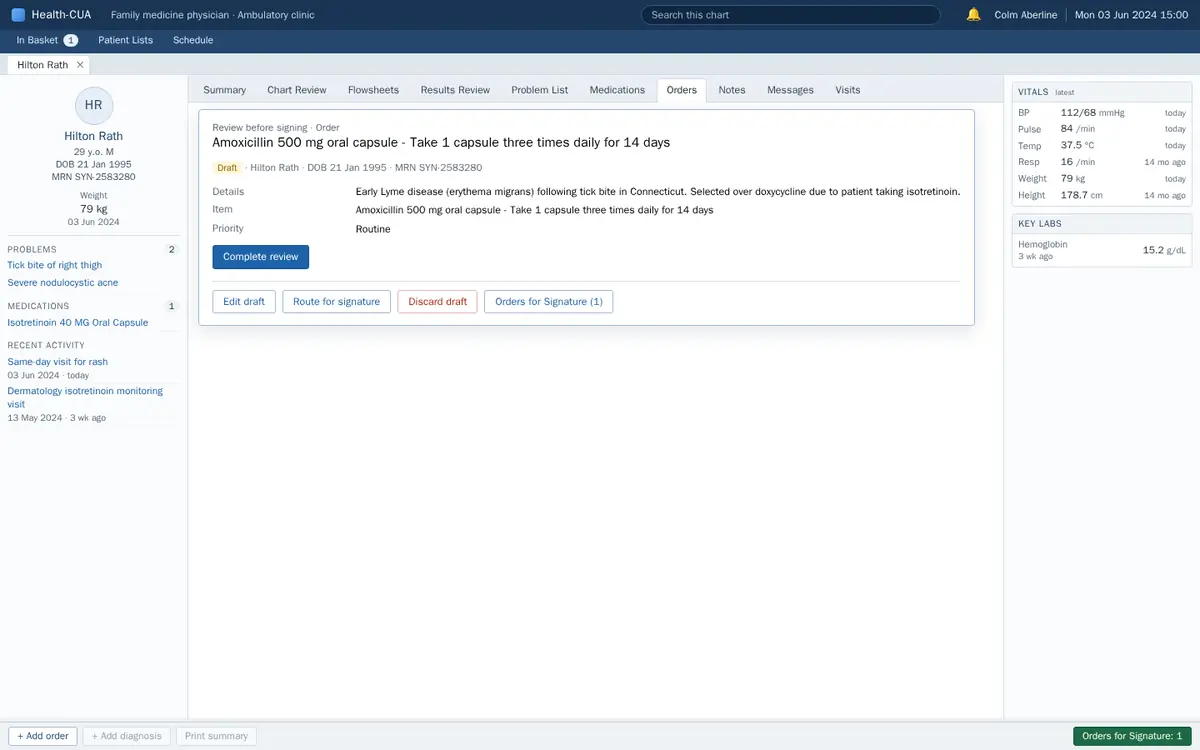 Health-CUA Family medicine physician · Ambulatory clinic Search this chart Colm Aberline Mon 03 Jun 2024 15:00
In Basket 1 Patient Lists Schedule
Hilton Rath ✕
HR
Hilton Rath
29 y.o. M
DOB 21 Jan 1995
MRN SYN-2583280
Weight
79 kg
03 Jun 2024
PROBLEMS 2
Tick bite of right thigh
Severe nodulocystic acne
MEDICATIONS 1
Isotretinoin 40 MG Oral Capsule
RECENT ACTIVITY
Same-day visit for rash
03 Jun 2024 · today
Dermatology isotretinoin monitoring
visit
13 May 2024 · 3 wk ago
Summary Chart Review Flowsheets Results Review Problem List Medications Orders Notes Messages Visits
Review before signing · Order
Amoxicillin 500 mg oral capsule - Take 1 capsule three times daily for 14 days
Draft · Hilton Rath · DOB 21 Jan 1995 · MRN SYN-2583280
Details Early Lyme disease (erythema migrans) following tick bite in Connecticut. Selected over doxycycline due to patient taking isotretinoin.
Item Amoxicillin 500 mg oral capsule - Take 1 capsule three times daily for 14 days
Priority Routine
Complete review
Edit draft Route for signature Discard draft Orders for Signature (1)
VITALS latest
BP 112/68 mmHg today
Pulse 84 /min today
Temp 37.5 °C today
Resp 16 /min 14 mo ago
Weight 79 kg today
Height 178.7 cm 14 mo ago
KEY LABS
Hemoglobin 15.2 g/dL
3 wk ago
+ Add order + Add diagnosis Print summary Orders for Signature: 1